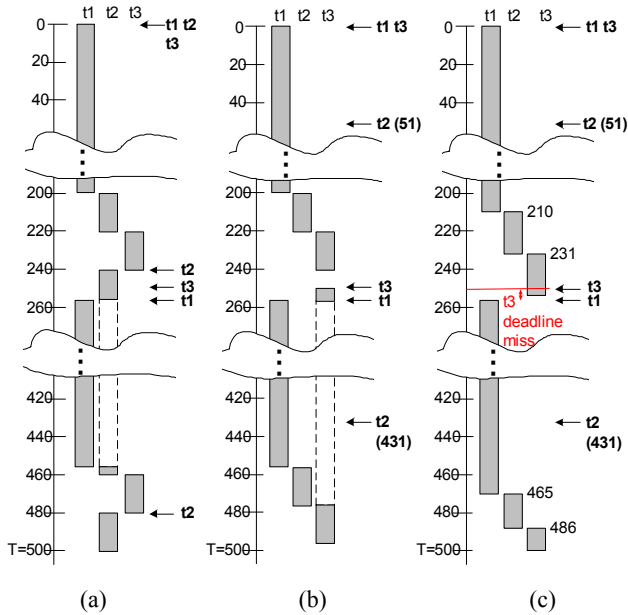 t1 t2 t3
0
20
40
200
220
240
260
420
440
460
480
T=500
t1 t2
t3
t2
t3
t1
t2
(a)
t1 t2 t3
0
20
40
200
220
240
260
420
440
460
480
T=500
t1 t3
t2 (51)
t3
t1
t2
(431)
(b)
t1 t2 t3
0
20
40
200
220
240
260
420
440
460
480
T=500
t1 t3
t2 (51)
210
231
t3
t1
t3
deadline
miss
t2
(431)
465
486
(c)